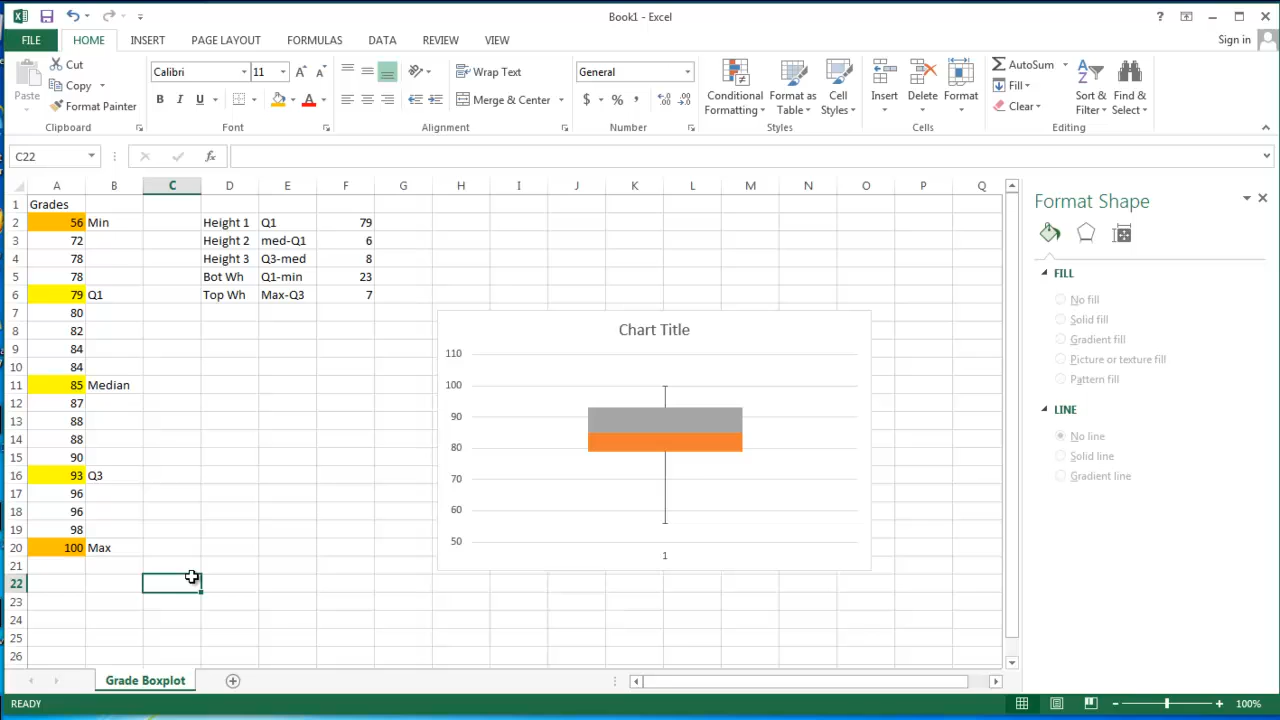 Book1 - Excel
?
FILE
HOME
INSERT
PAGE LAYOUT
FORMULAS
DATA
REVIEW
VIEW
Sign in
Paste
Cut
Copy
Format Painter
Clipboard
Calibri
11
A
A
B
I
U
A
Font
Wrap Text
Merge & Center
Alignment
General
$
%
,
Number
Conditional
Formatting
Format as
Table
Cell
Styles
Styles
Insert
Delete
Format
Cells
AutoSum
Fill
Clear
Sort &
Filter
Find &
Select
Editing
C22
fx
A B C D E F G H I J K L M N O P Q
1 Grades
2 56 Min Height 1 Q1 79
3 72 Height 2 med-Q1 6
4 78 Height 3 Q3-med 8
5 78 Bot Wh Q1-min 23
6 79 Q1 Top Wh Max-Q3 7
7 80
8 82
9 84
10 84
11 85 Median
12 87
13 88
14 88
15 90
16 93 Q3
17 96
18 96
19 98
20 100 Max
21
22
23
24
25
26
Chart Title
110
100
90
80
70
60
50
1
Format Shape
FILL
No fill
Solid fill
Gradient fill
Picture or texture fill
Pattern fill
LINE
No line
Solid line
Gradient line
Grade Boxplot
READY
100%